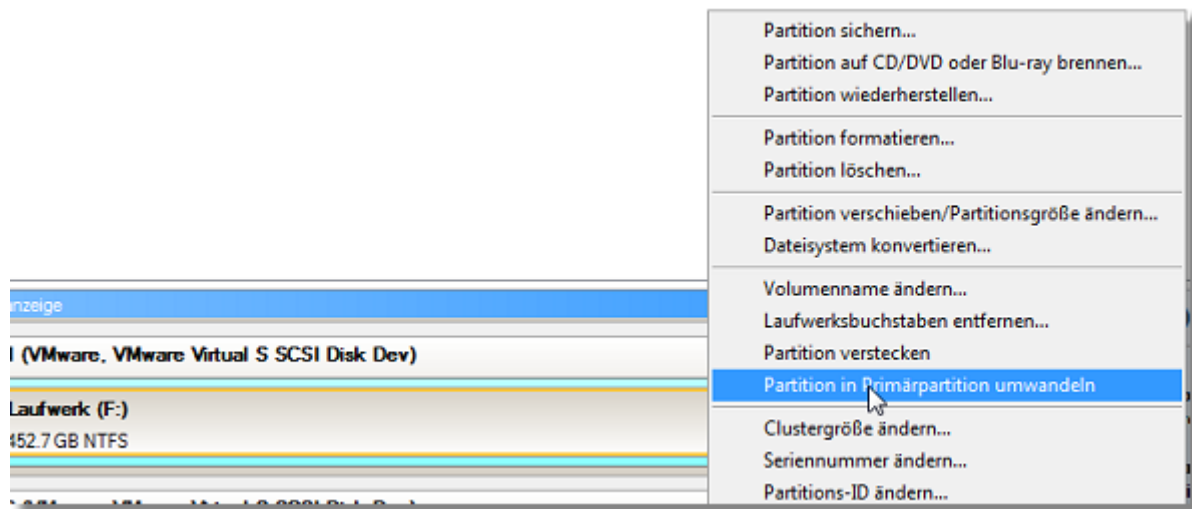 Partition sichern...
Partition auf CD/DVD oder Blu-ray brennen...
Partition wiederherstellen...
Partition formatieren...
Partition löschen...
Partition verschieben/Partitionsgröße ändern...
Dateisystem konvertieren...
Volumenname ändern...
Laufwerksbuchstaben entfernen...
Partition verstecken
Partition in Primärpartition umwandeln
Clustergröße ändern...
Seriennummer ändern...
Partitions-ID ändern...
nzeige
(VMware, VMware Virtual S SCSI Disk Dev)
Laufwerk (F:)
452.7 GB NTFS